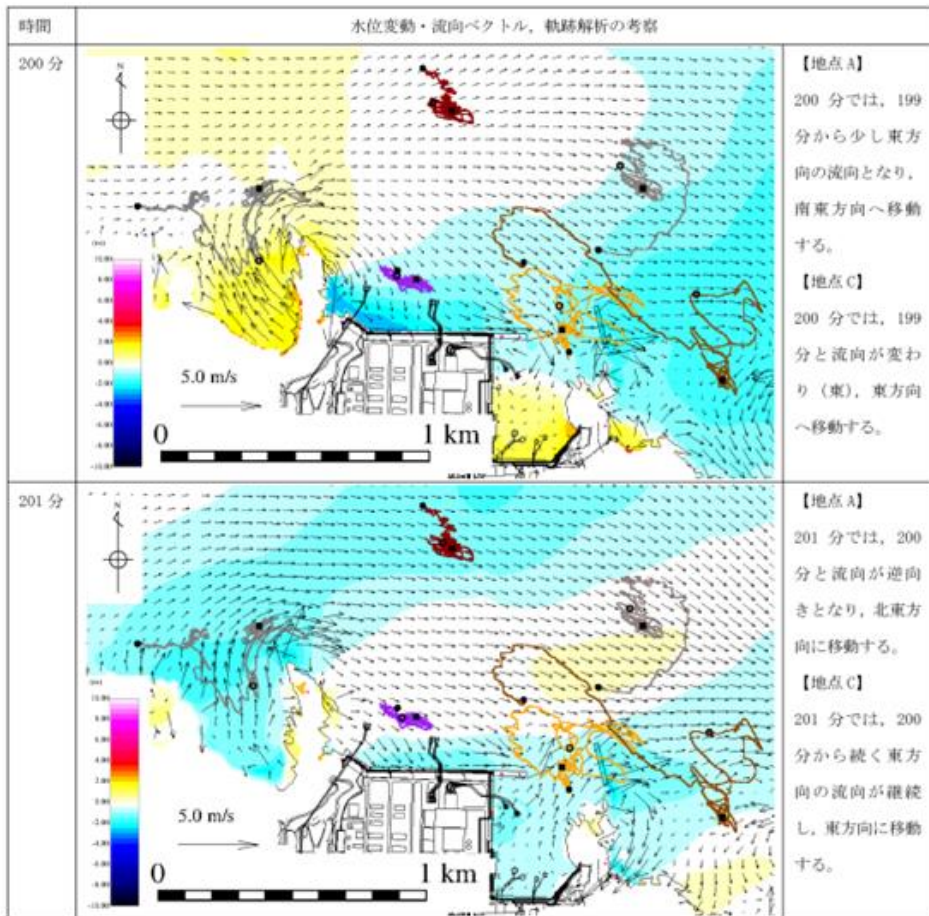 時間
水位変動・流向ベクトル，軌跡解析の考察
200 分
N
5.0 m/s
0
1 km
【地点A】
200 分では，199
分から少し東方
向の流向となり，
南東方向へ移動
する。
【地点C】
200 分では，199
分と流向が変わ
り（東），東方向
へ移動する。
201 分
N
5.0 m/s
0
1 km
【地点A】
201 分では，200
分と流向が逆向
きとなり，北東方
向に移動する。
【地点C】
201 分では，200
分から続く東方
向の流向が継続
し，東方向に移動
する。